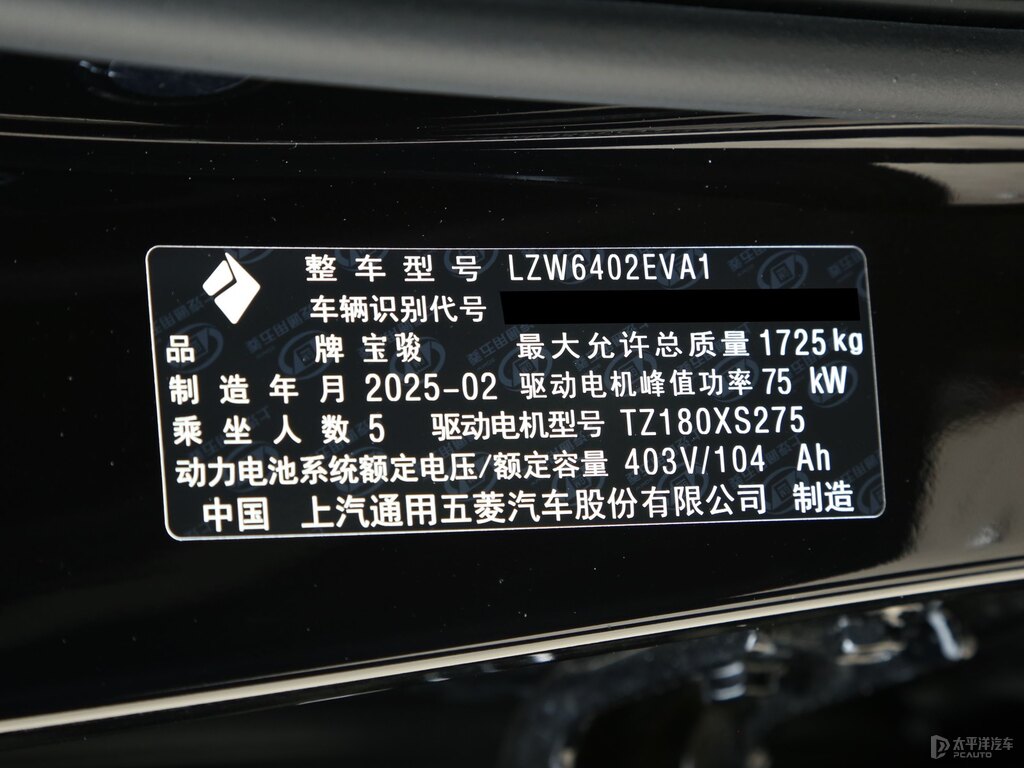 整车型号 LZW6402EVA1
车辆识别代号
品牌 宝骏 最大允许总质量 1725 kg
制造年月 2025-02 驱动电机峰值功率 75 kW
乘坐人数 5 驱动电机型号 TZ180XS275
动力电池系统额定电压/额定容量 403V/104 Ah
中国 上汽通用五菱汽车股份有限公司 制造
太平洋汽车
PCAUTO